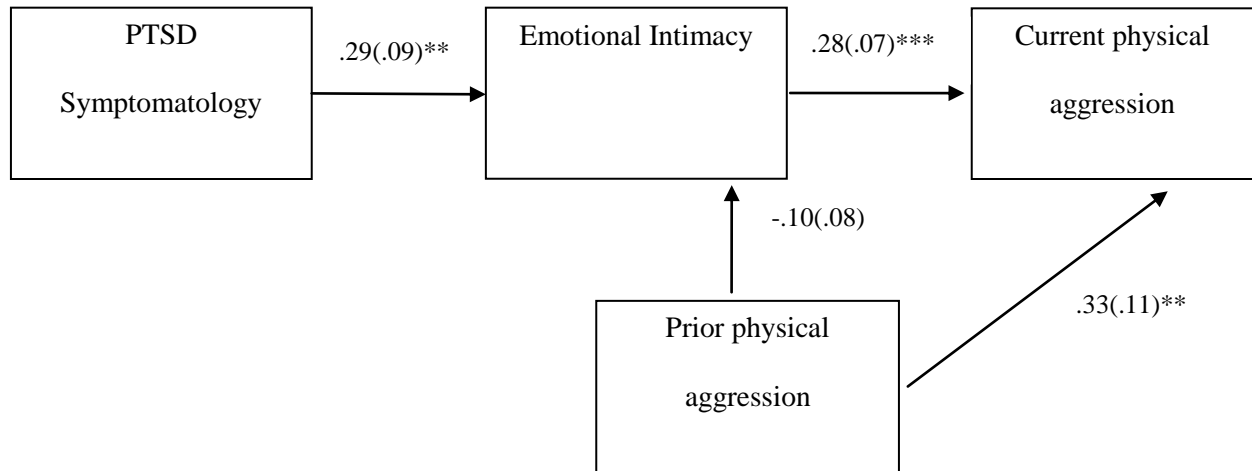 PTSD
Symptomatology
.29(.09)**
Emotional Intimacy
.28(.07)***
Current physical
aggression
-.10(.08)
Prior physical
aggression
.33(.11)**